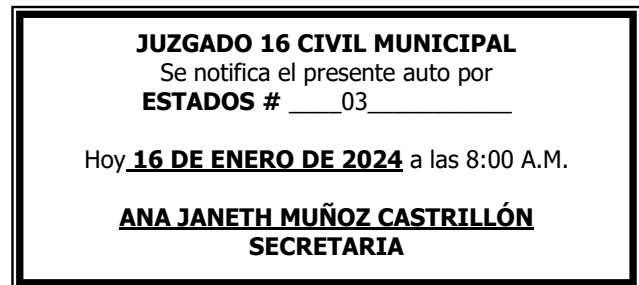 JUZGADO 16 CIVIL MUNICIPAL
Se notifica el presente auto por
ESTADOS # ____03___________
Hoy 16 DE ENERO DE 2024 a las 8:00 A.M.
ANA JANETH MUÑOZ CASTRILLÓN
SECRETARIA